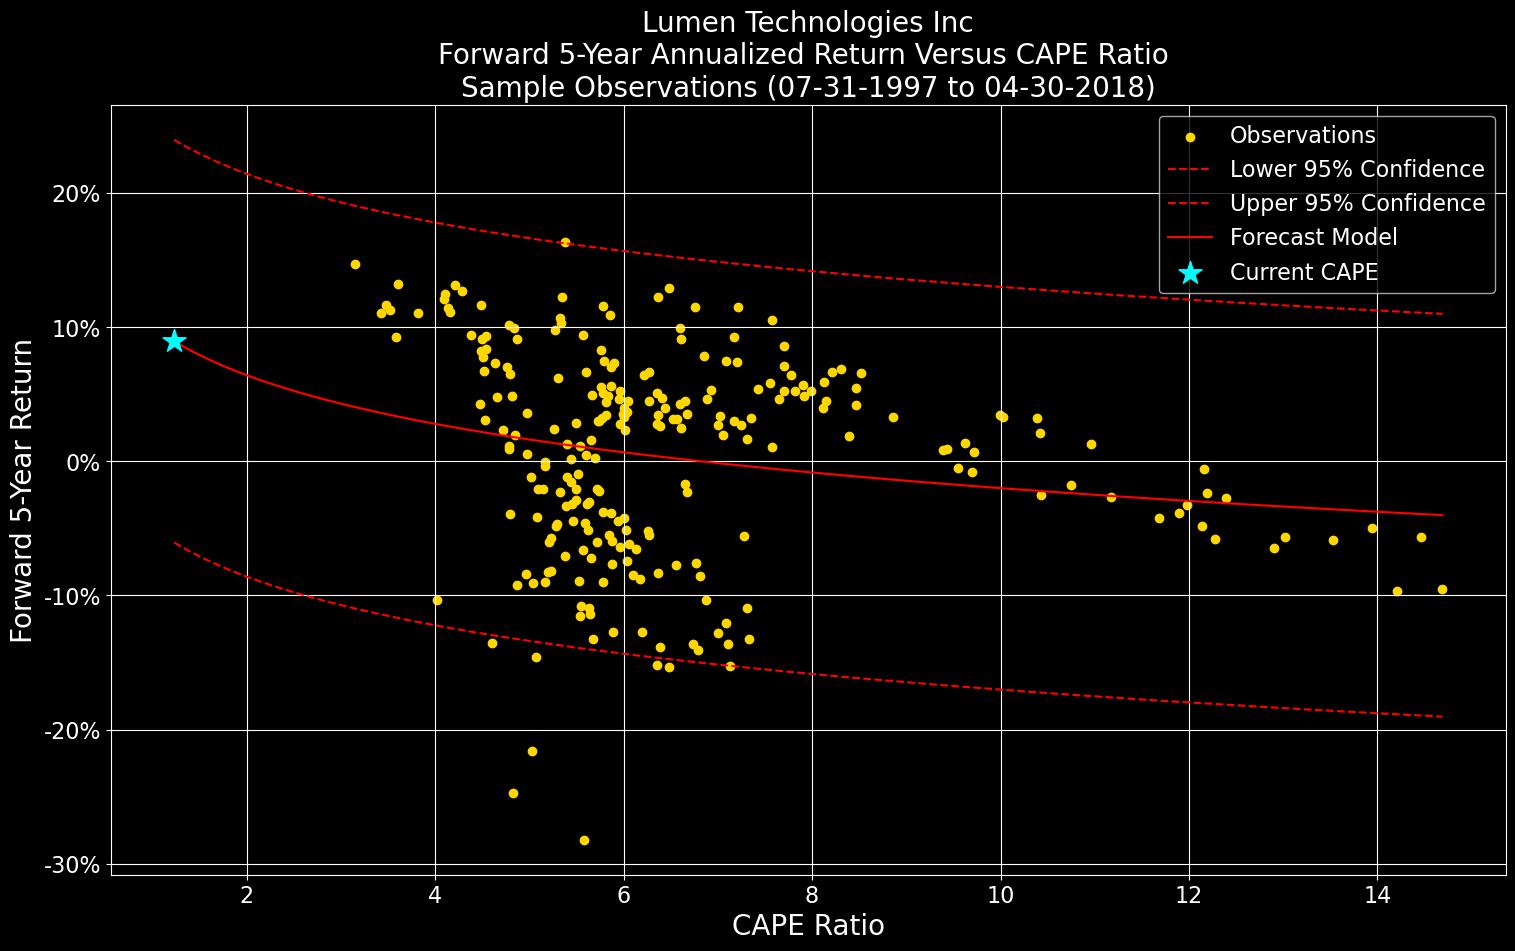 Lumen Technologies Inc
Forward 5-Year Annualized Return Versus CAPE Ratio
Sample Observations (07-31-1997 to 04-30-2018)
Observations
Lower 95% Confidence
Upper 95% Confidence
Forecast Model
Current CAPE
Forward 5-Year Return
20%
10%
0%
-10%
-20%
-30%
2 4 6 8 10 12 14
CAPE Ratio